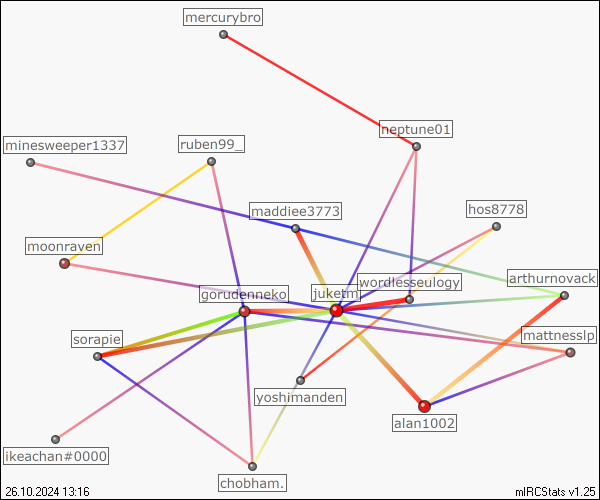 mercurybro
neptune01
minesweeper1337
ruben99_
maddiee3773
hos8778
moonraven
wordlesseulogy
arthurnovack
gorudenneko
juketm
sorapie
mattnesslp
yoshimanden
alan1002
ikeachan#0000
chobham.
26.10.2024 13:16
mIRCStats v1.25